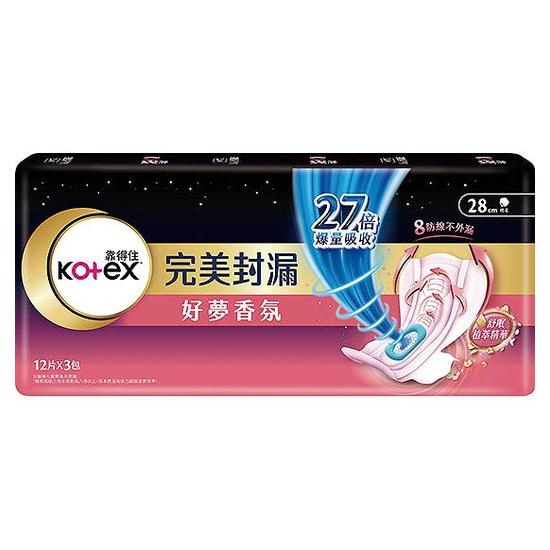 28cm
27倍
爆量吸收
8防線不外漏
靠得住
Kotex
完美封漏
好夢香氛
舒眠
植萃精華
12片X3包